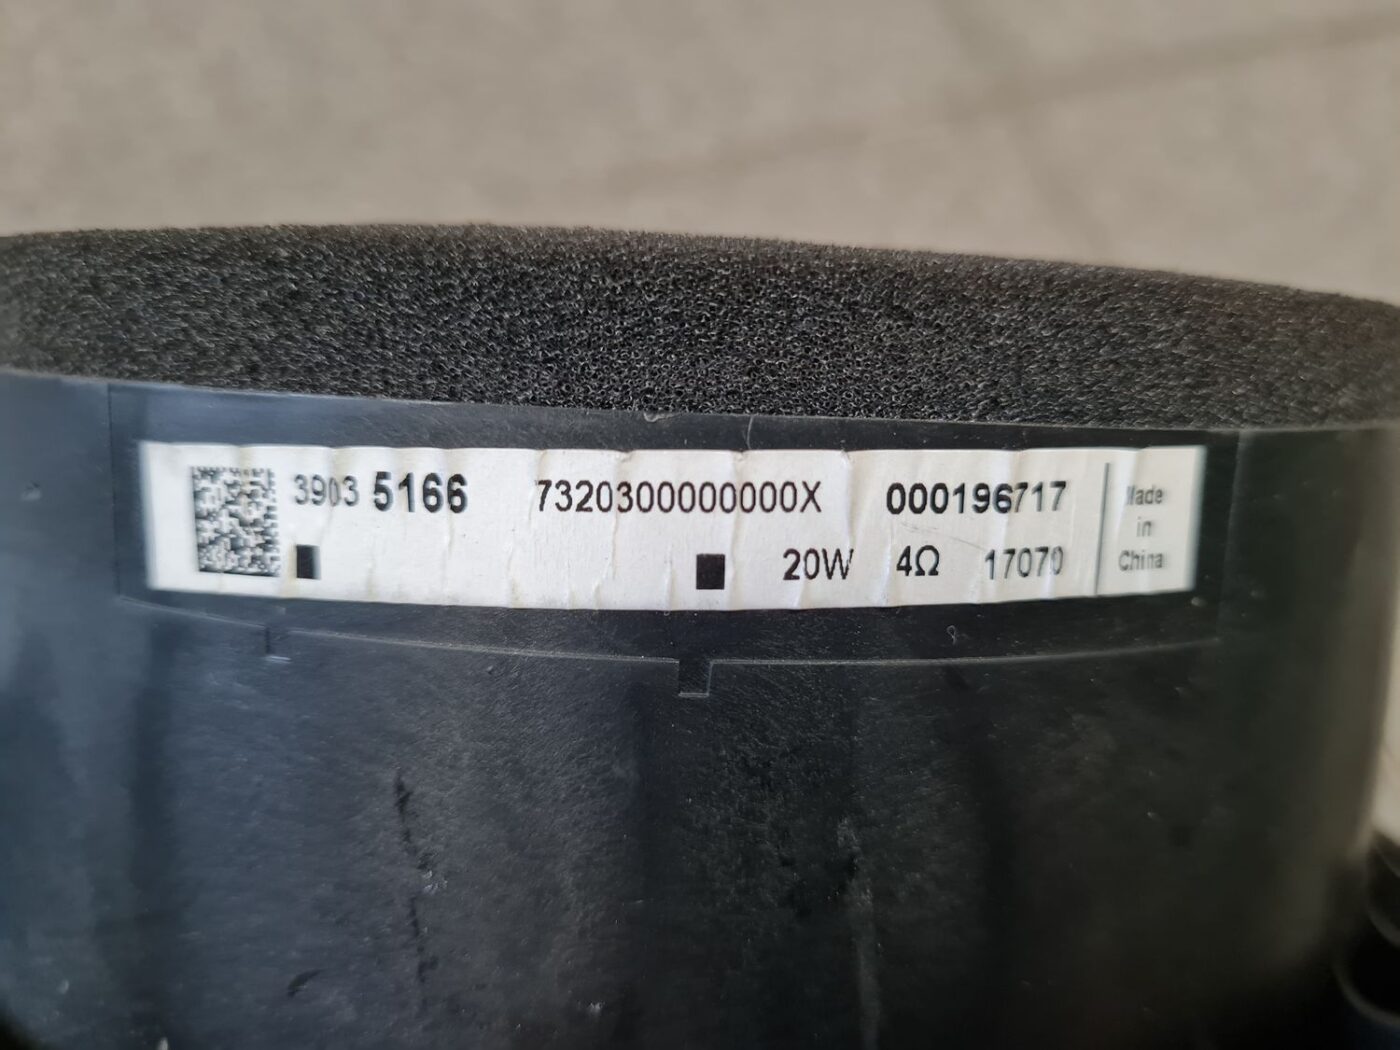 3903 5166 7320300000000X 000196717
20W 4Ω 17070
Made
in
China